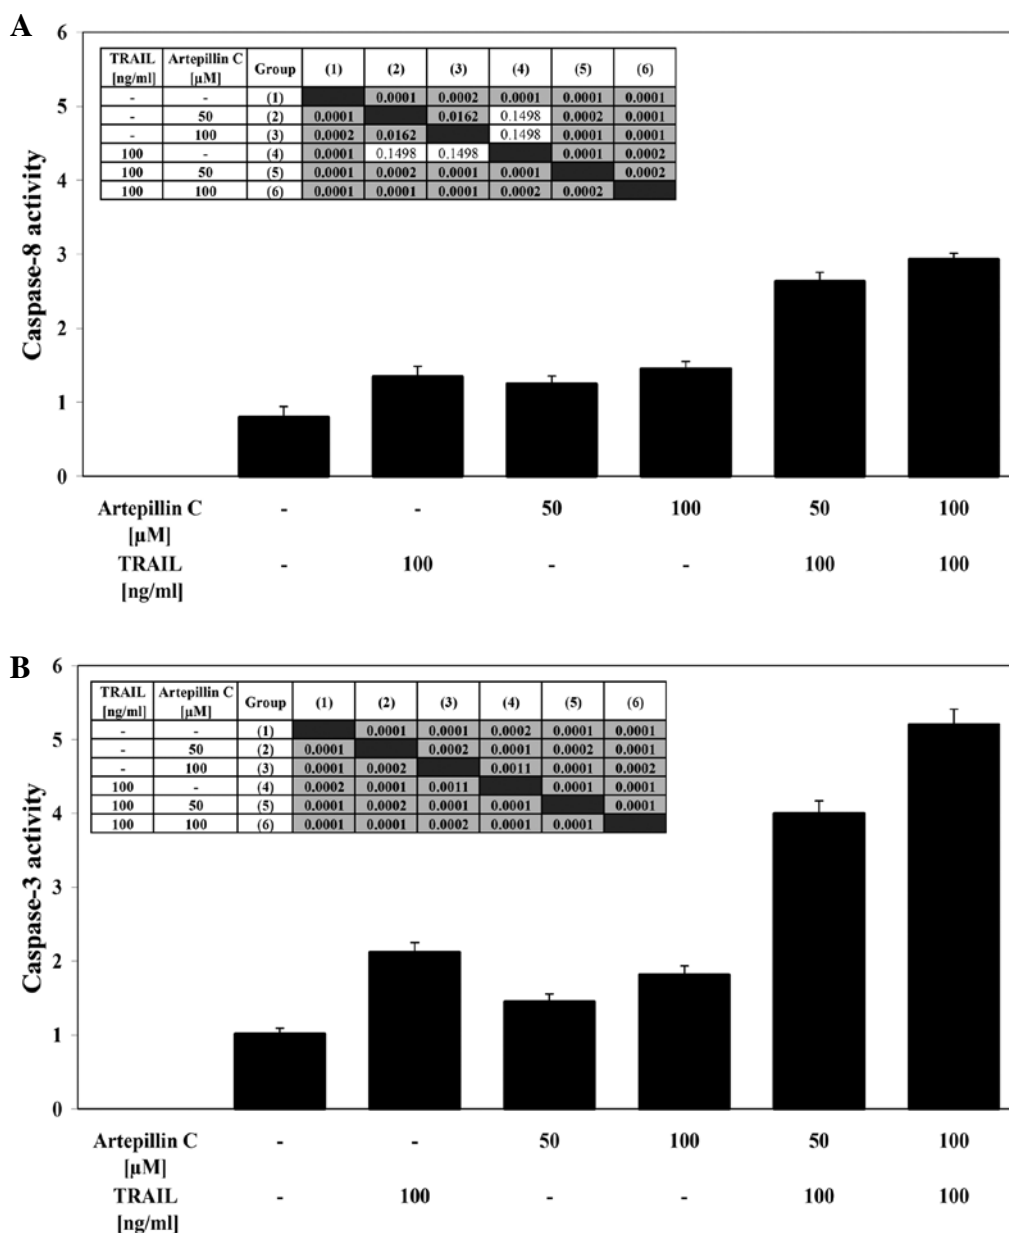 A
6
5
4
3
2
1
0
Caspase-8 activity
TRAIL [ng/ml] Artepillin C [µM] Group (1) (2) (3) (4) (5) (6)
- - (1) 0.0001 0.0002 0.0001 0.0001 0.0001
- 50 (2) 0.0001 0.0162 0.1498 0.0002 0.0001
- 100 (3) 0.0002 0.0162 0.1498 0.0001 0.0001
100 - (4) 0.0001 0.1498 0.1498 0.0001 0.0002
100 50 (5) 0.0001 0.0002 0.0001 0.0001 0.0002
100 100 (6) 0.0001 0.0001 0.0001 0.0002 0.0002
Artepillin C - - 50 100 50 100
[µM]
TRAIL - 100 - - 100 100
[ng/ml]
B
6
5
4
3
2
1
0
Caspase-3 activity
TRAIL [ng/ml] Artepillin C [µM] Group (1) (2) (3) (4) (5) (6)
- - (1) 0.0001 0.0001 0.0002 0.0001 0.0001
- 50 (2) 0.0001 0.0002 0.0001 0.0002 0.0001
- 100 (3) 0.0001 0.0002 0.0011 0.0001 0.0002
100 - (4) 0.0002 0.0001 0.0011 0.0001 0.0001
100 50 (5) 0.0001 0.0002 0.0001 0.0001 0.0001
100 100 (6) 0.0001 0.0001 0.0002 0.0001 0.0001
Artepillin C - - 50 100 50 100
[µM]
TRAIL - 100 - - 100 100
[ng/ml]